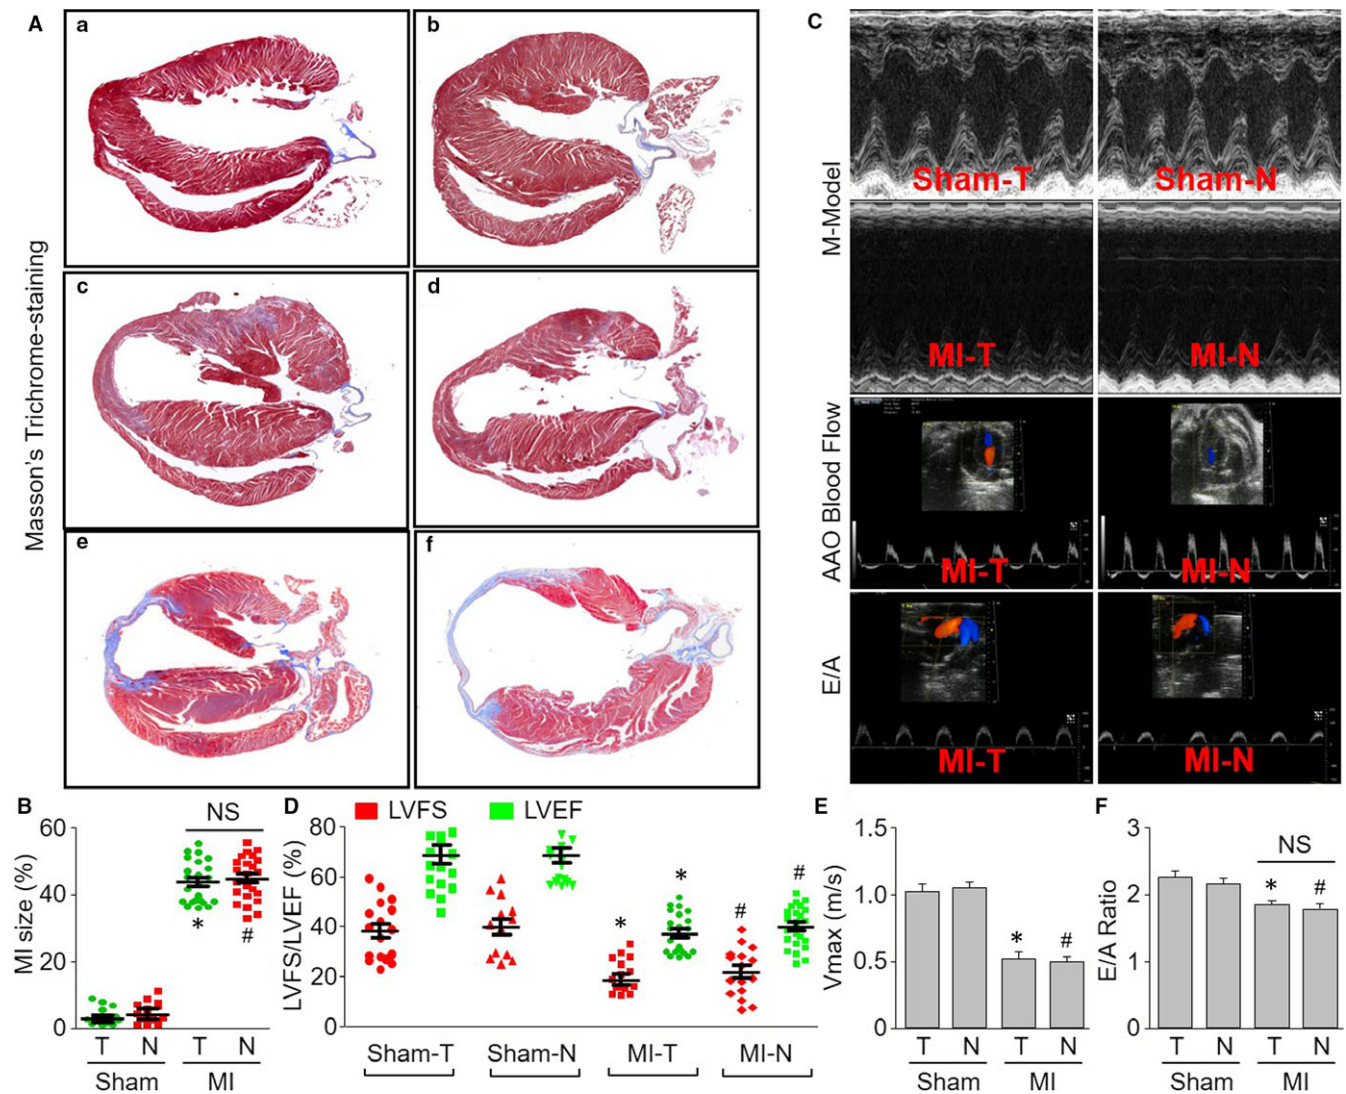 A
a
b
c
d
e
f
Masson's Trichrome-staining
C
M-Model
Sham-T
Sham-N
MI-T
MI-N
AAO Blood Flow
MI-T
MI-N
E/A
MI-T
MI-N
B
MI size (%)
60
40
20
0
NS
*
#
T N T N
Sham MI
D
LVFS LVEF
LVFS/LVEF (%)
80
60
40
20
0
*
*
#
#
Sham-T Sham-N MI-T MI-N
E
Vmax (m/s)
1.5
1.0
0.5
0
*
#
T N T N
Sham MI
F
E/A Ratio
3
2
1
0
NS
*
#
T N T N
Sham MI